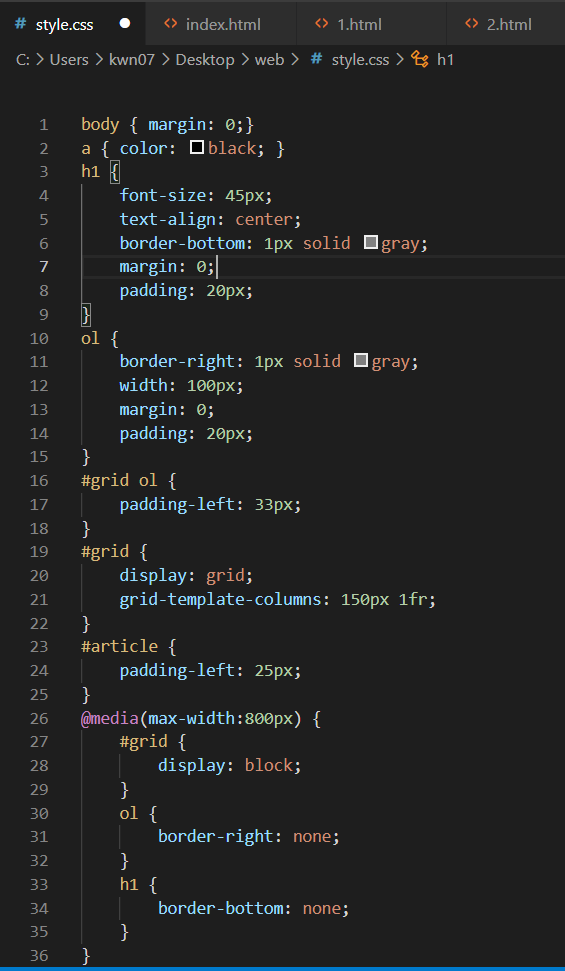 # style.css ● <> index.html <> 1.html <> 2.html
C: > Users > kwn07 > Desktop > web > # style.css > h1
1 body { margin: 0;}
2 a { color: black; }
3 h1 {
4     font-size: 45px;
5     text-align: center;
6     border-bottom: 1px solid gray;
7     margin: 0;
8     padding: 20px;
9 }
10 ol {
11     border-right: 1px solid gray;
12     width: 100px;
13     margin: 0;
14     padding: 20px;
15 }
16 #grid ol {
17     padding-left: 33px;
18 }
19 #grid {
20     display: grid;
21     grid-template-columns: 150px 1fr;
22 }
23 #article {
24     padding-left: 25px;
25 }
26 @media(max-width:800px) {
27     #grid {
28         display: block;
29     }
30     ol {
31         border-right: none;
32     }
33     h1 {
34         border-bottom: none;
35     }
36 }